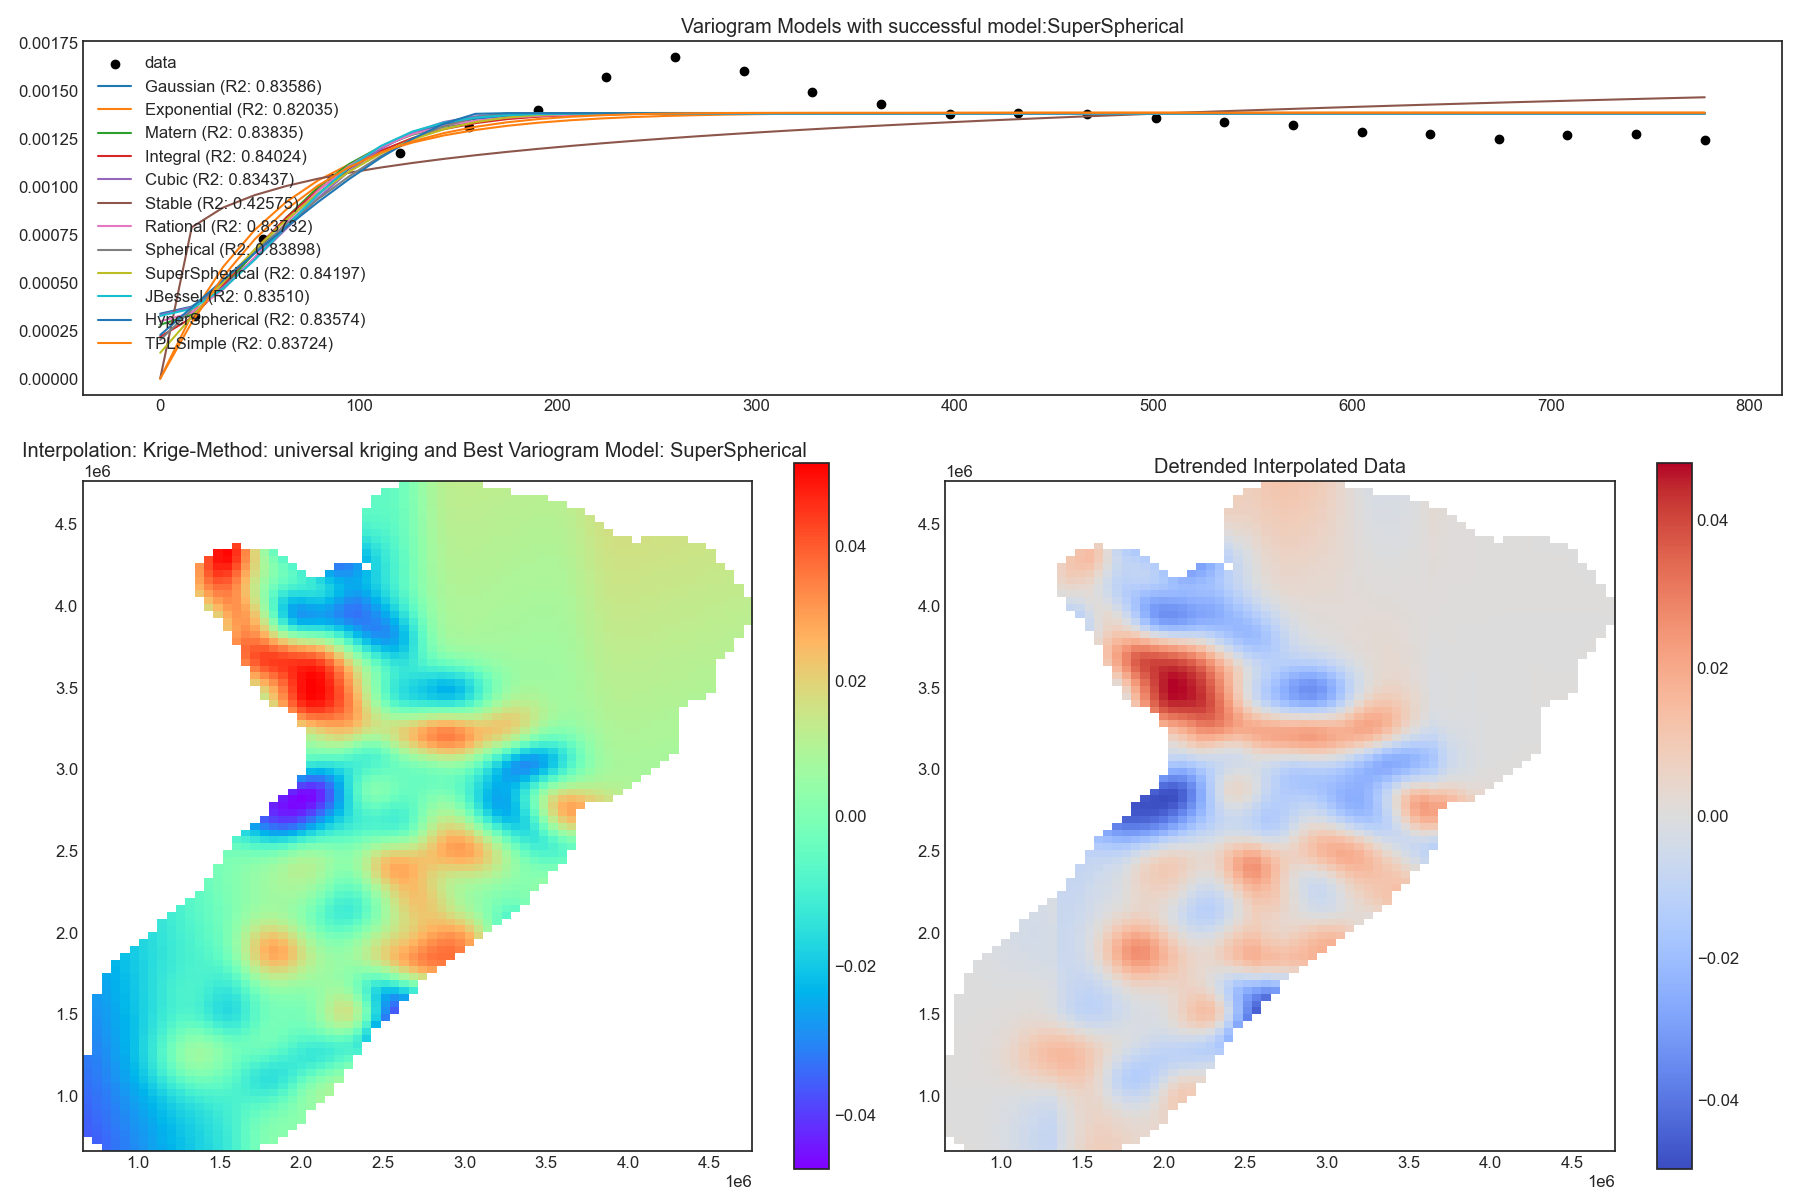 Variogram Models with successful model:SuperSpherical
0.00175
0.00150
0.00125
0.00100
0.00075
0.00050
0.00025
0.00000
data
Gaussian (R2: 0.83586)
Exponential (R2: 0.82035)
Matern (R2: 0.83835)
Integral (R2: 0.84024)
Cubic (R2: 0.83437)
Stable (R2: 0.42575)
Rational (R2: 0.83732)
Spherical (R2: 0.83898)
SuperSpherical (R2: 0.84197)
JBessel (R2: 0.83510)
HyperSpherical (R2: 0.83574)
TPLSimple (R2: 0.83724)
0 100 200 300 400 500 600 700 800
Interpolation: Krige-Method: universal kriging and Best Variogram Model: SuperSpherical
1e6
4.5
4.0
3.5
3.0
2.5
2.0
1.5
1.0
1.0 1.5 2.0 2.5 3.0 3.5 4.0 4.5
1e6
0.04
0.02
0.00
−0.02
−0.04
Detrended Interpolated Data
1e6
4.5
4.0
3.5
3.0
2.5
2.0
1.5
1.0
1.0 1.5 2.0 2.5 3.0 3.5 4.0 4.5
1e6
0.04
0.02
0.00
−0.02
−0.04